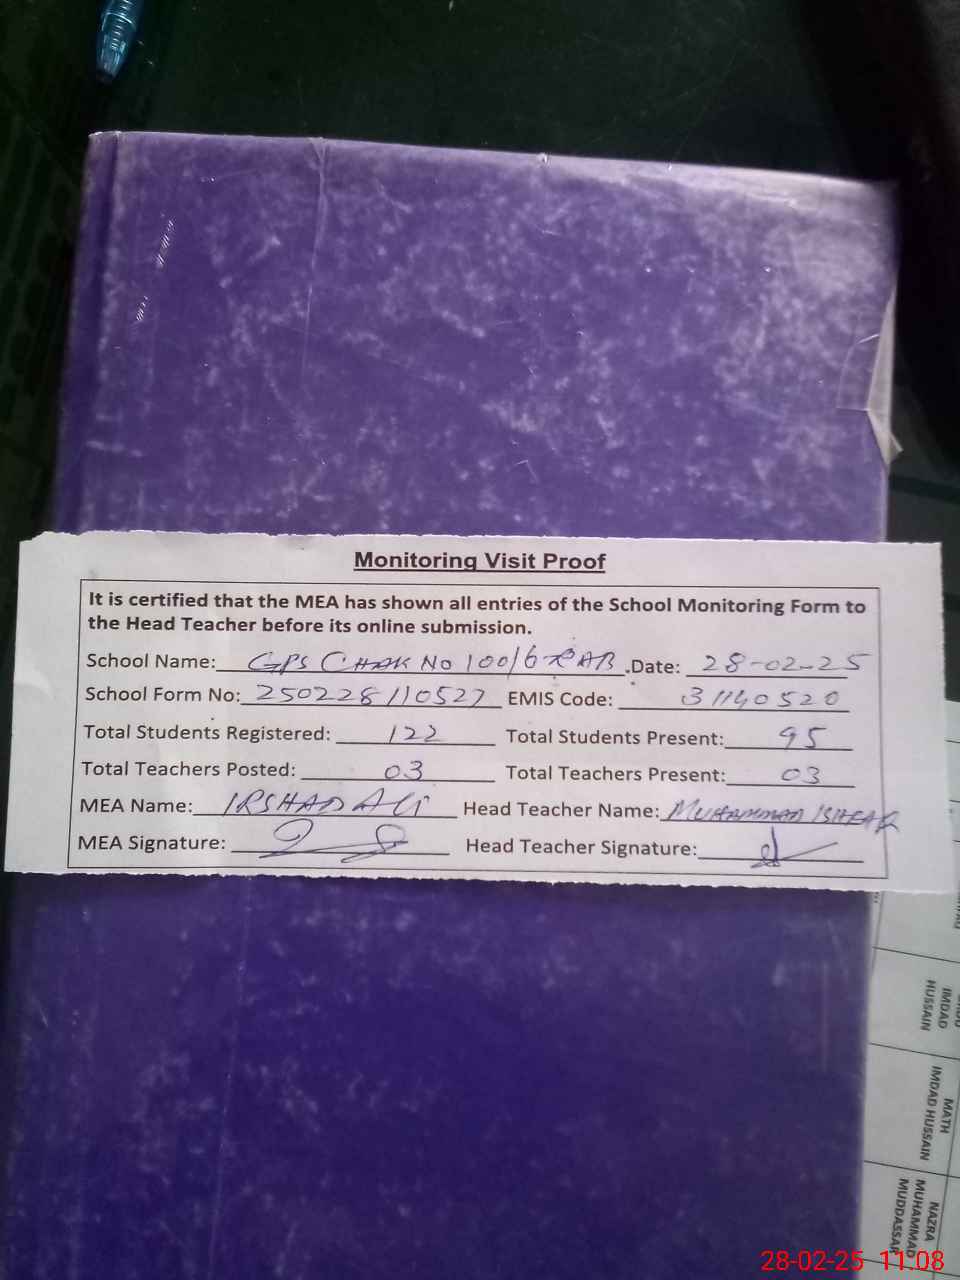 Monitoring Visit Proof
It is certified that the MEA has shown all entries of the School Monitoring Form to
the Head Teacher before its online submission.
School Name: GPS CHAK NO 100/6 Date: 28-02-25
School Form No: 250228110527 EMIS Code: 31140520
Total Students Registered: 122 Total Students Present: 95
Total Teachers Posted: 03 Total Teachers Present: 03
MEA Name: IRSHAD ALI Head Teacher Name: MUHAMMAD
MEA Signature: Head Teacher Signature:
IMDAD
HUSSAIN
MATH
IMDAD HUSSAIN
NAZRA
MUHAMMAD
MUDDASSAR
28-02-25 11:08